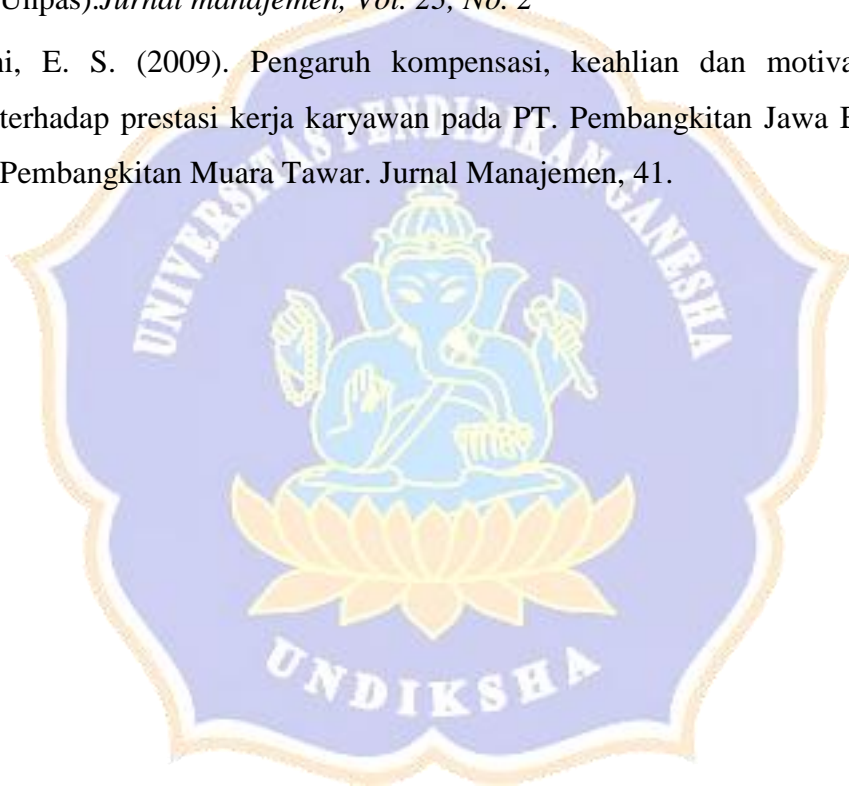 Unpas).Jurnal manajemen, Vol. 25, No. 2
ni, E. S. (2009). Pengaruh kompensasi, keahlian dan motiva
terhadap prestasi kerja karyawan pada PT. Pembangkitan Jawa B
Pembangkitan Muara Tawar. Jurnal Manajemen, 41.
UNIVERSITAS PENDIDIKAN GANESHA
UNDIKSHA